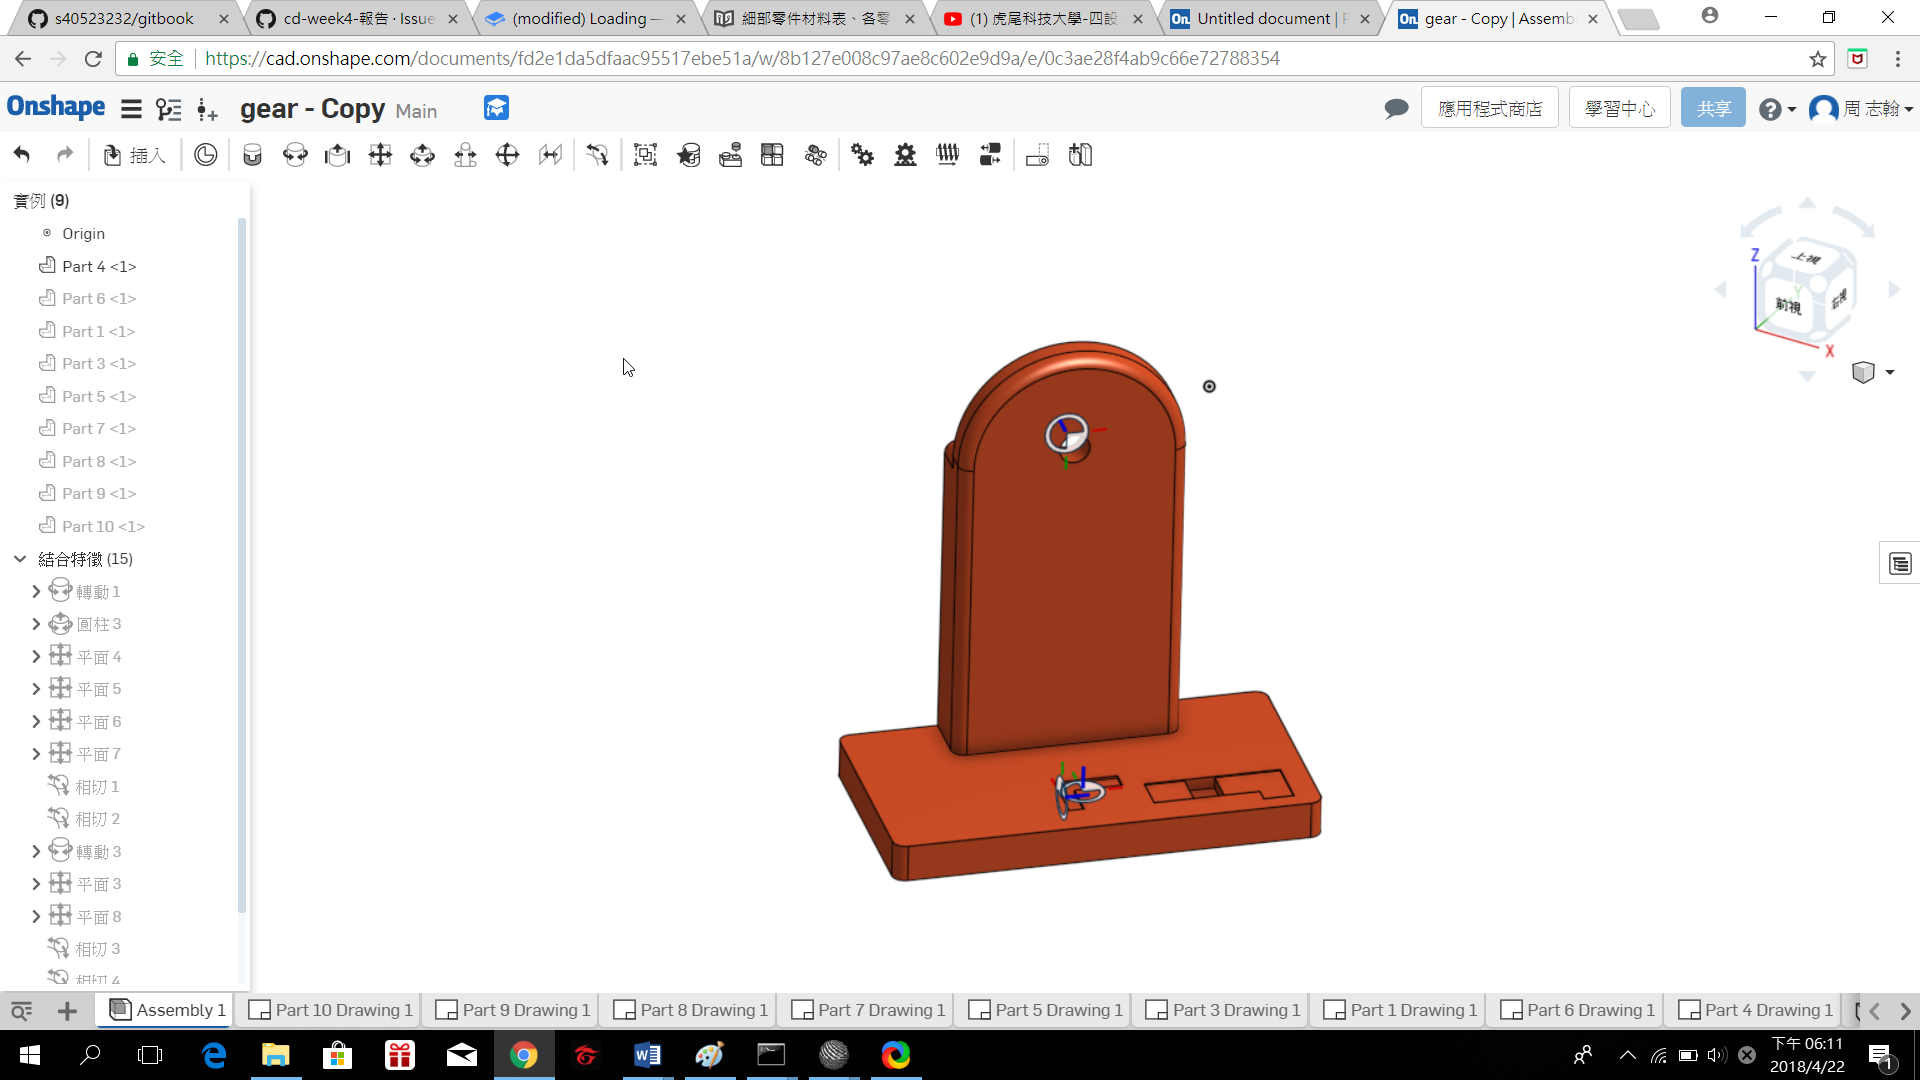 s40523232/gitbook
cd-week4-報告 · Issue
(modified) Loading —
細部零件材料表、各零
(1) 虎尾科技大學-四設
Untitled document | P
gear - Copy | Assemb
安全
https://cad.onshape.com/documents/fd2e1da5dfaac95517ebe51a/w/8b127e008c97ae8c602e9d9a/e/0c3ae28f4ab9c66e72788354
Onshape
gear - Copy Main
應用程式商店
學習中心
共享
周 志翰
插入
實例 (9)
Origin
Part 4 <1>
Part 6 <1>
Part 1 <1>
Part 3 <1>
Part 5 <1>
Part 7 <1>
Part 8 <1>
Part 9 <1>
Part 10 <1>
結合特徵 (15)
轉動 1
圓柱 3
平面 4
平面 5
平面 6
平面 7
相切 1
相切 2
轉動 3
平面 3
平面 8
相切 3
相切 4
Z
上視
Y
前視
右視
X
Assembly 1
Part 10 Drawing 1
Part 9 Drawing 1
Part 8 Drawing 1
Part 7 Drawing 1
Part 5 Drawing 1
Part 3 Drawing 1
Part 1 Drawing 1
Part 6 Drawing 1
Part 4 Drawing 1
下午 06:11
2018/4/22
1